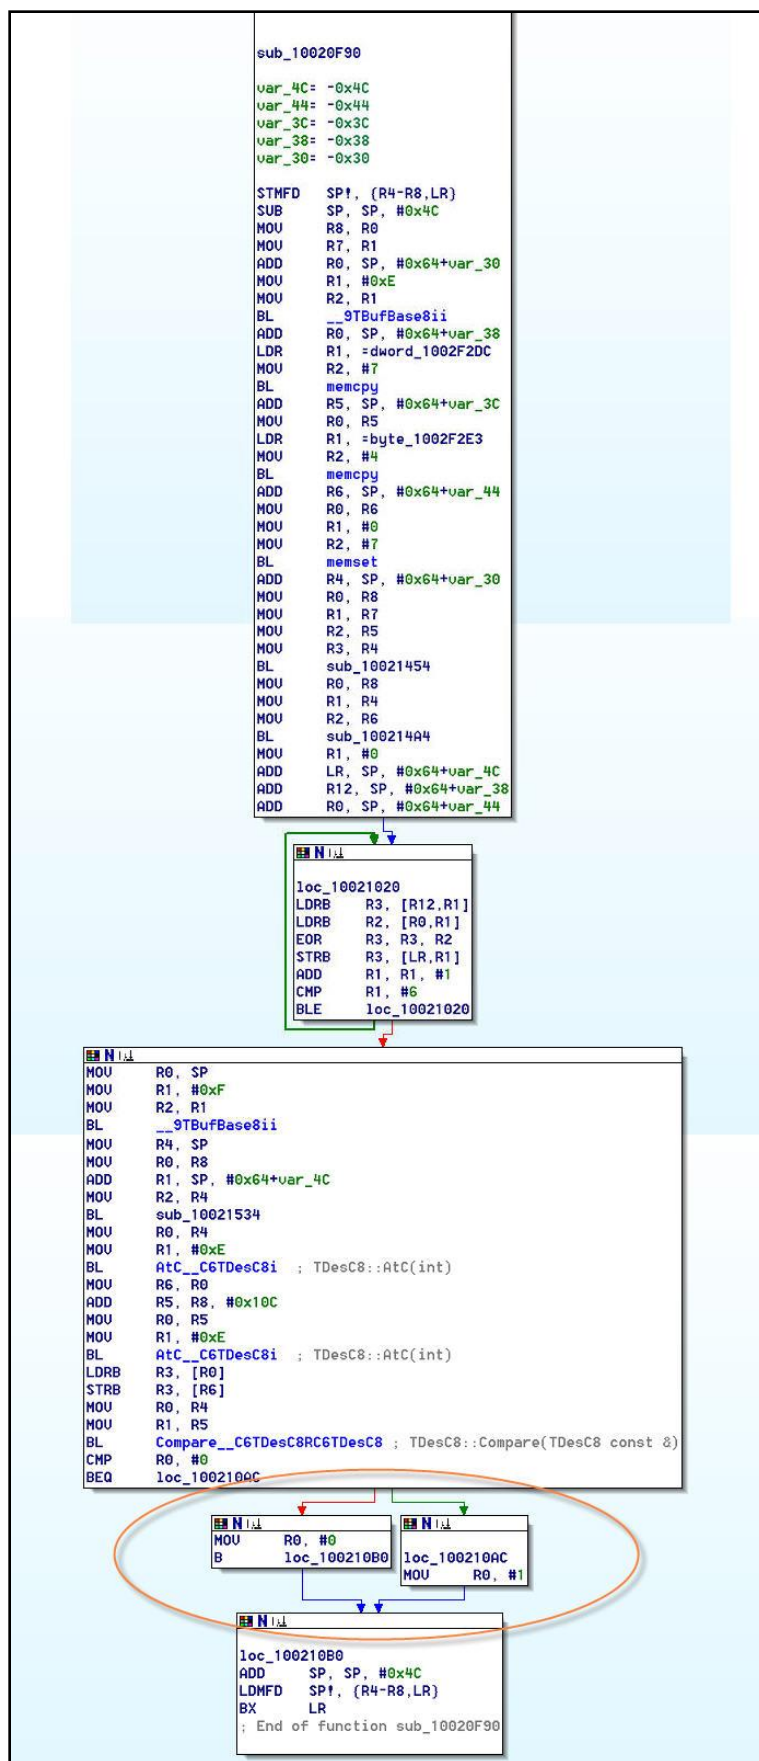 sub_10020F90
var_4C= -0x4C
var_44= -0x44
var_3C= -0x3C
var_38= -0x38
var_30= -0x30
STMFD SP!, {R4-R8,LR}
SUB SP, SP, #0x4C
MOV R8, R0
MOV R7, R1
ADD R0, SP, #0x64+var_30
MOV R1, #0xE
MOV R2, R1
BL __9TBufBase8ii
ADD R0, SP, #0x64+var_38
LDR R1, =dword_1002F2DC
MOV R2, #7
BL memcpy
ADD R5, SP, #0x64+var_3C
MOV R0, R5
LDR R1, =byte_1002F2E3
MOV R2, #4
BL memcpy
ADD R6, SP, #0x64+var_44
MOV R0, R6
MOV R1, #0
MOV R2, #7
BL memset
ADD R4, SP, #0x64+var_30
MOV R0, R8
MOV R1, R7
MOV R2, R5
MOV R3, R4
BL sub_10021454
MOV R0, R8
MOV R1, R4
MOV R2, R6
BL sub_100214A4
MOV R1, #0
ADD LR, SP, #0x64+var_4C
ADD R12, SP, #0x64+var_38
ADD R0, SP, #0x64+var_44
loc_10021020
LDRB R3, [R12,R1]
LDRB R2, [R0,R1]
EOR R3, R3, R2
STRB R3, [LR,R1]
ADD R1, R1, #1
CMP R1, #6
BLE loc_10021020
MOV R0, SP
MOV R1, #0xF
MOV R2, R1
BL __9TBufBase8ii
MOV R4, SP
MOV R0, R8
ADD R1, SP, #0x64+var_4C
MOV R2, R4
BL sub_10021534
MOV R0, R4
MOV R1, #0xE
BL AtC__C6TDesC8i ; TDesC8::AtC(int)
MOV R6, R0
ADD R5, R8, #0x10C
MOV R0, R5
MOV R1, #0xE
BL AtC__C6TDesC8i ; TDesC8::AtC(int)
LDRB R3, [R0]
STRB R3, [R6]
MOV R0, R4
MOV R1, R5
BL Compare__C6TDesC8RC6TDesC8 ; TDesC8::Compare(TDesC8 const &)
CMP R0, #0
BEQ loc_100210AC
MOV R0, #0
B loc_100210B0
loc_100210AC
MOV R0, #1
loc_100210B0
ADD SP, SP, #0x4C
LDMFD SP!, {R4-R8,LR}
BX LR
; End of function sub_10020F90